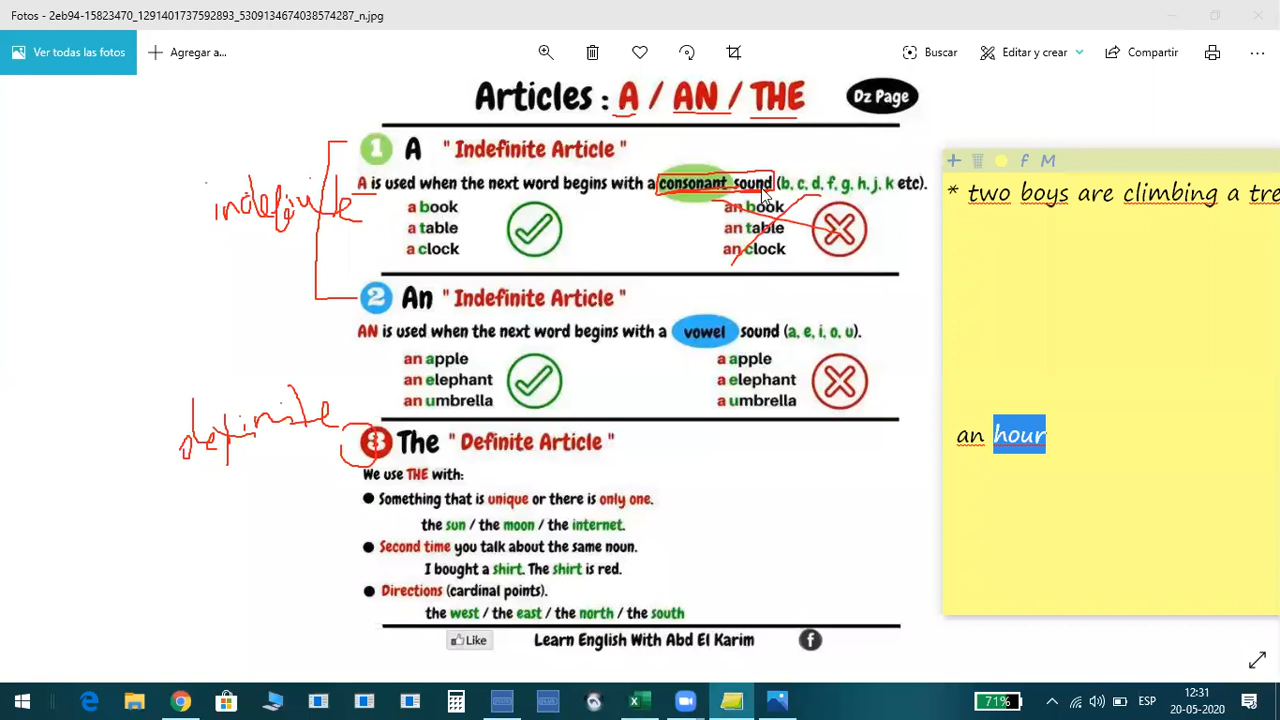 Fotos - 2eb94-15823470_1291401737592893_5309134674038574287_n.jpg
Ver todas las fotos
Agregar a...
Buscar
Editar y crear
Compartir
Articles : A / AN / THE
Dz Page
1 A " Indefinite Article "
A is used when the next word begins with a consonant sound (b, c, d, f, g, h, j, k etc).
indefinite
a book an book
a table an table
a clock an clock
2 An " Indefinite Article "
AN is used when the next word begins with a vowel sound (a, e, i, o, u).
an apple a apple
an elephant a elephant
an umbrella a umbrella
definite
3 The " Definite Article "
We use THE with:
Something that is unique or there is only one.
the sun / the moon / the internet.
Second time you talk about the same noun.
I bought a shirt. The shirt is red.
Directions (cardinal points).
the west / the east / the north / the south
Like
Learn English With Abd El Karim
f
f M
* two boys are climbing a tre
an hour
71%
ESP
12:31
20-05-2020